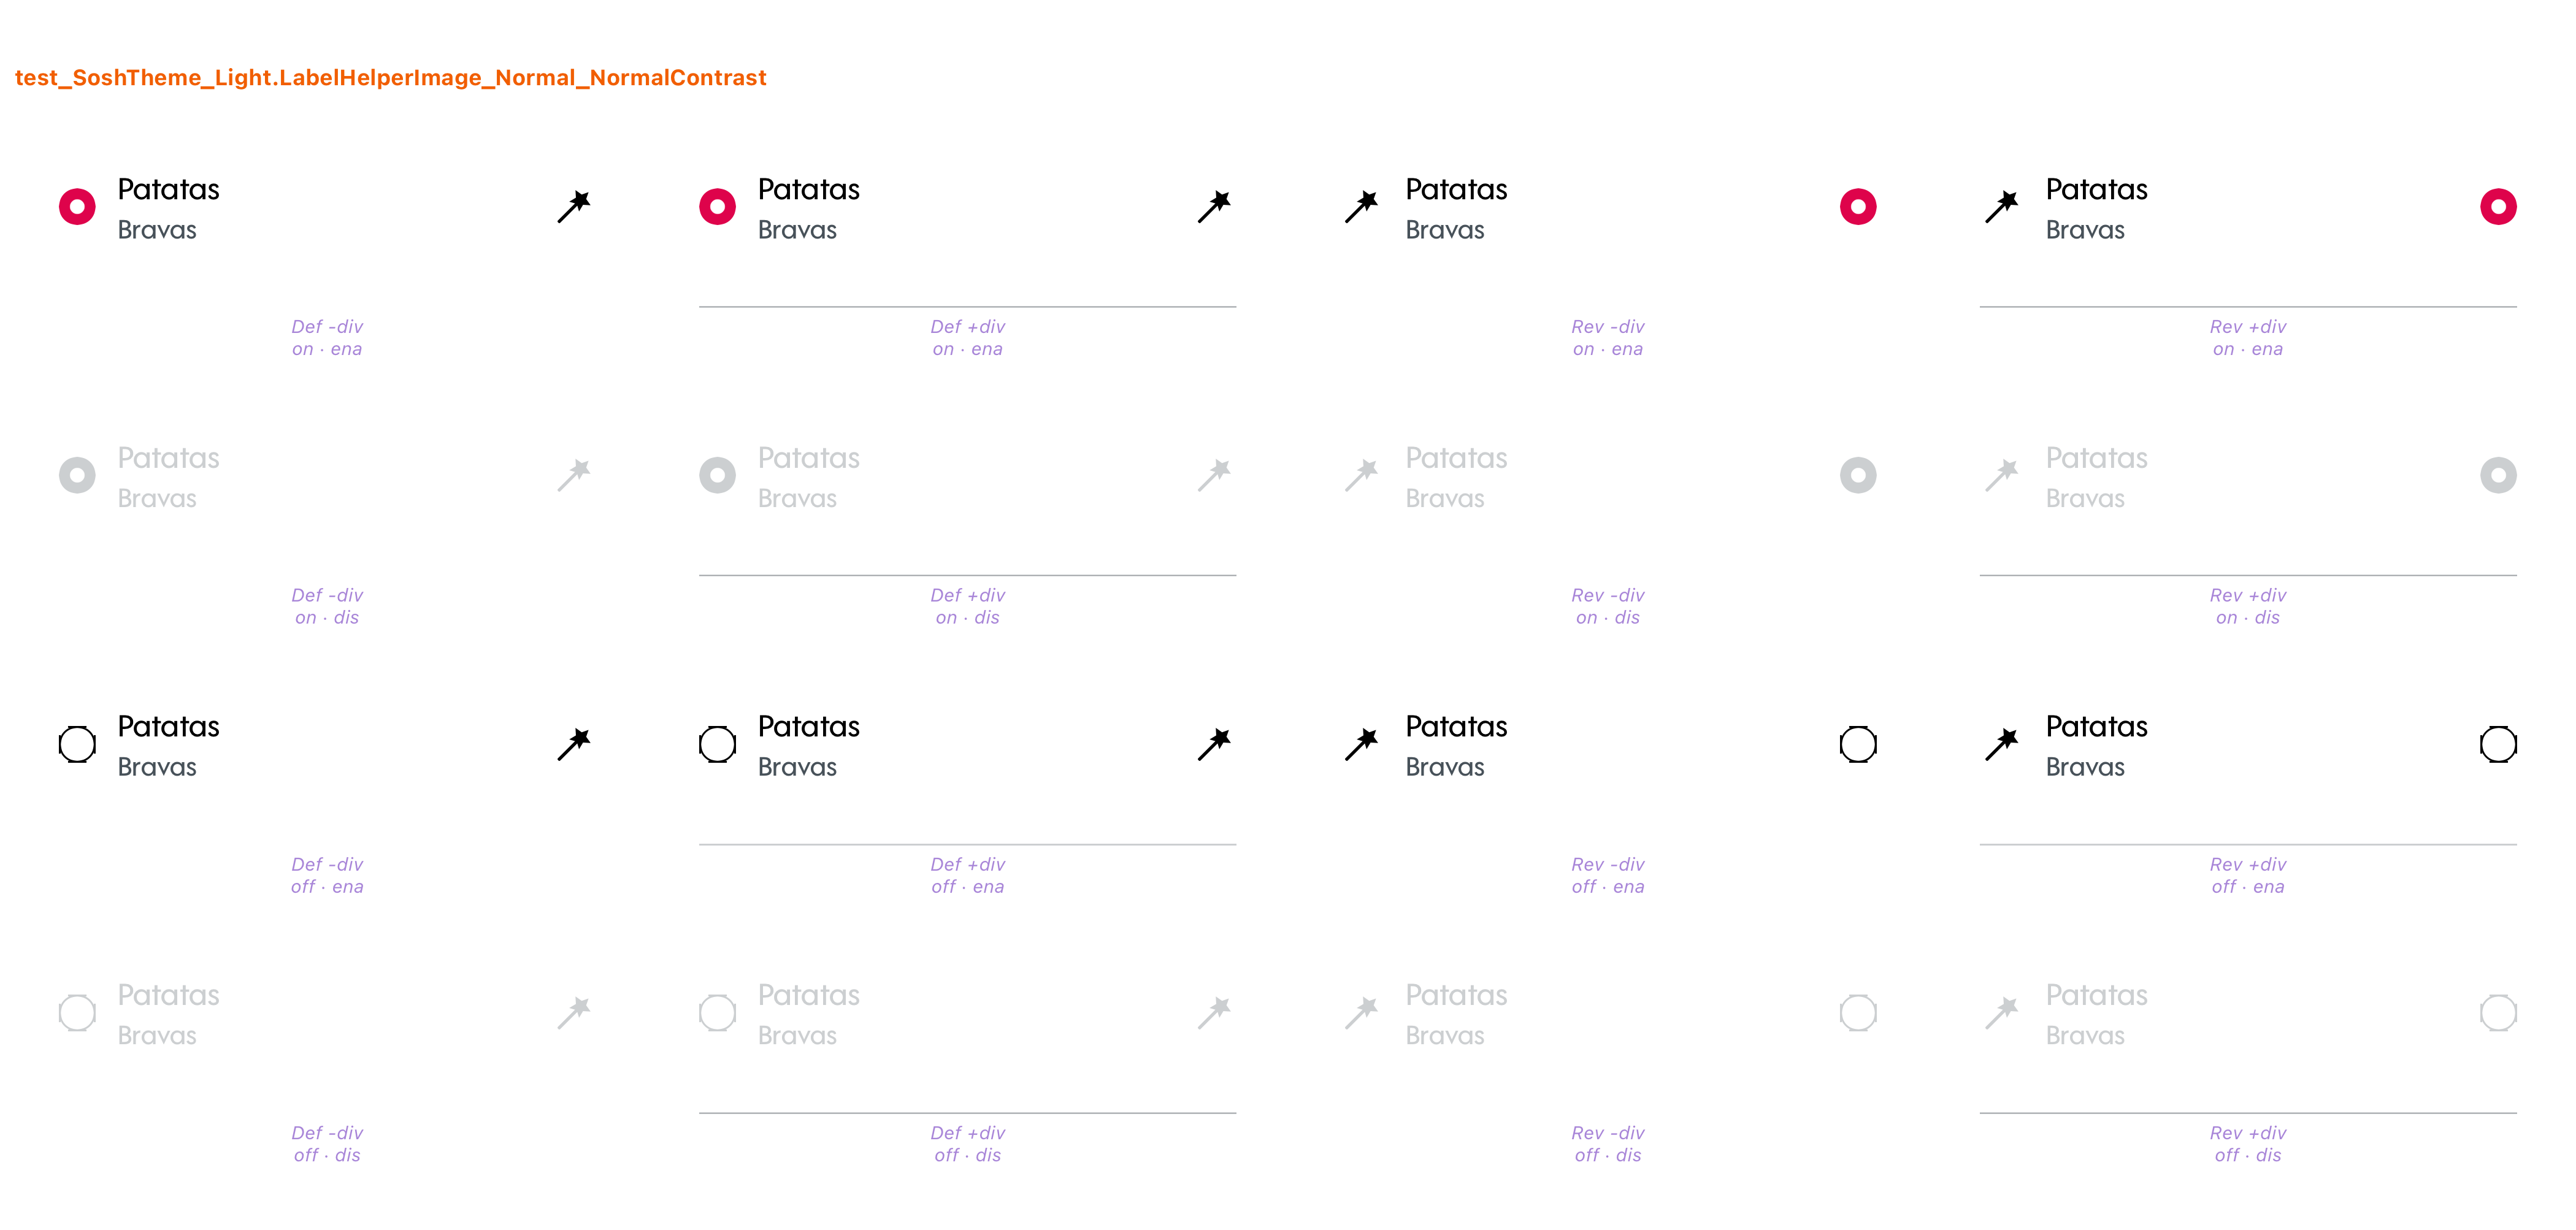 test_SoshTheme_Light.LabelHelperImage_Normal_NormalContrast
Patatas
Bravas
Def -div
on · ena
Patatas
Bravas
Def +div
on · ena
Patatas
Bravas
Rev -div
on · ena
Patatas
Bravas
Rev +div
on · ena
Patatas
Bravas
Def -div
on · dis
Patatas
Bravas
Def +div
on · dis
Patatas
Bravas
Rev -div
on · dis
Patatas
Bravas
Rev +div
on · dis
Patatas
Bravas
Def -div
off · ena
Patatas
Bravas
Def +div
off · ena
Patatas
Bravas
Rev -div
off · ena
Patatas
Bravas
Rev +div
off · ena
Patatas
Bravas
Def -div
off · dis
Patatas
Bravas
Def +div
off · dis
Patatas
Bravas
Rev -div
off · dis
Patatas
Bravas
Rev +div
off · dis